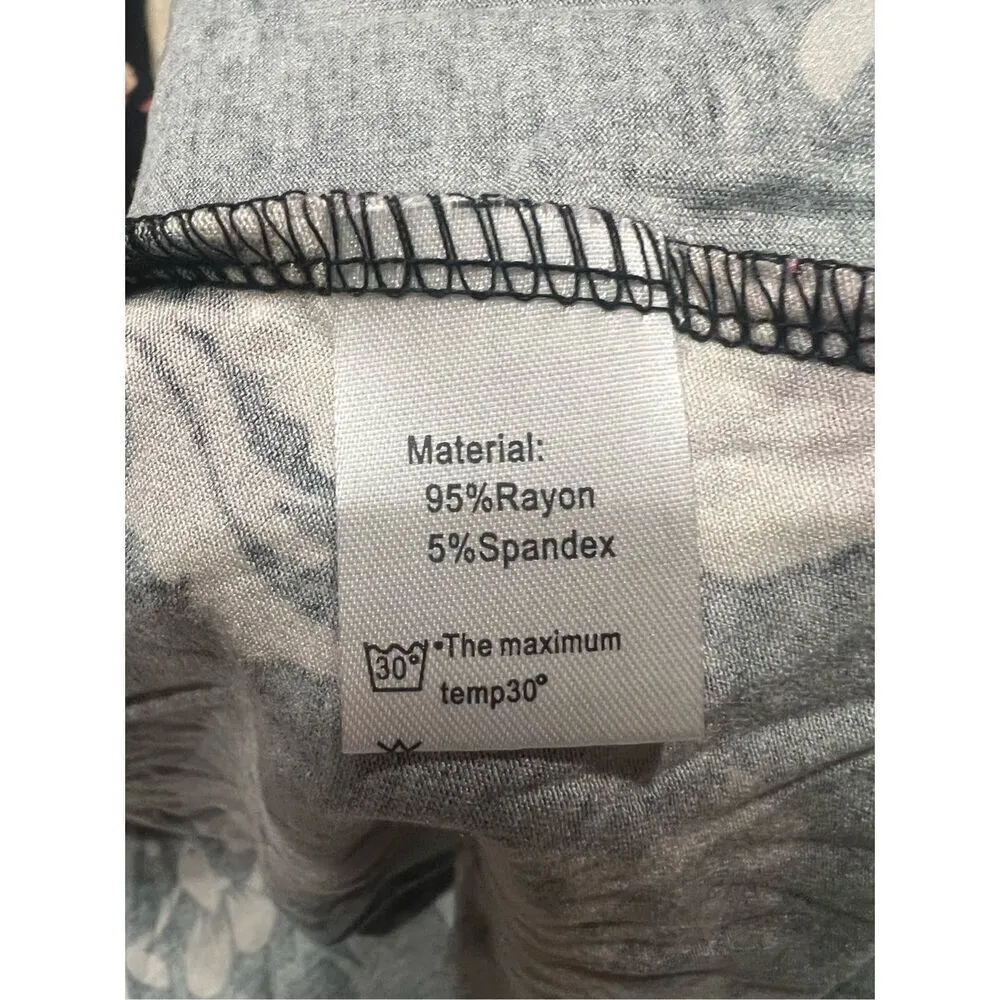 Material:
95%Rayon
5%Spandex
30° •The maximum
temp30°